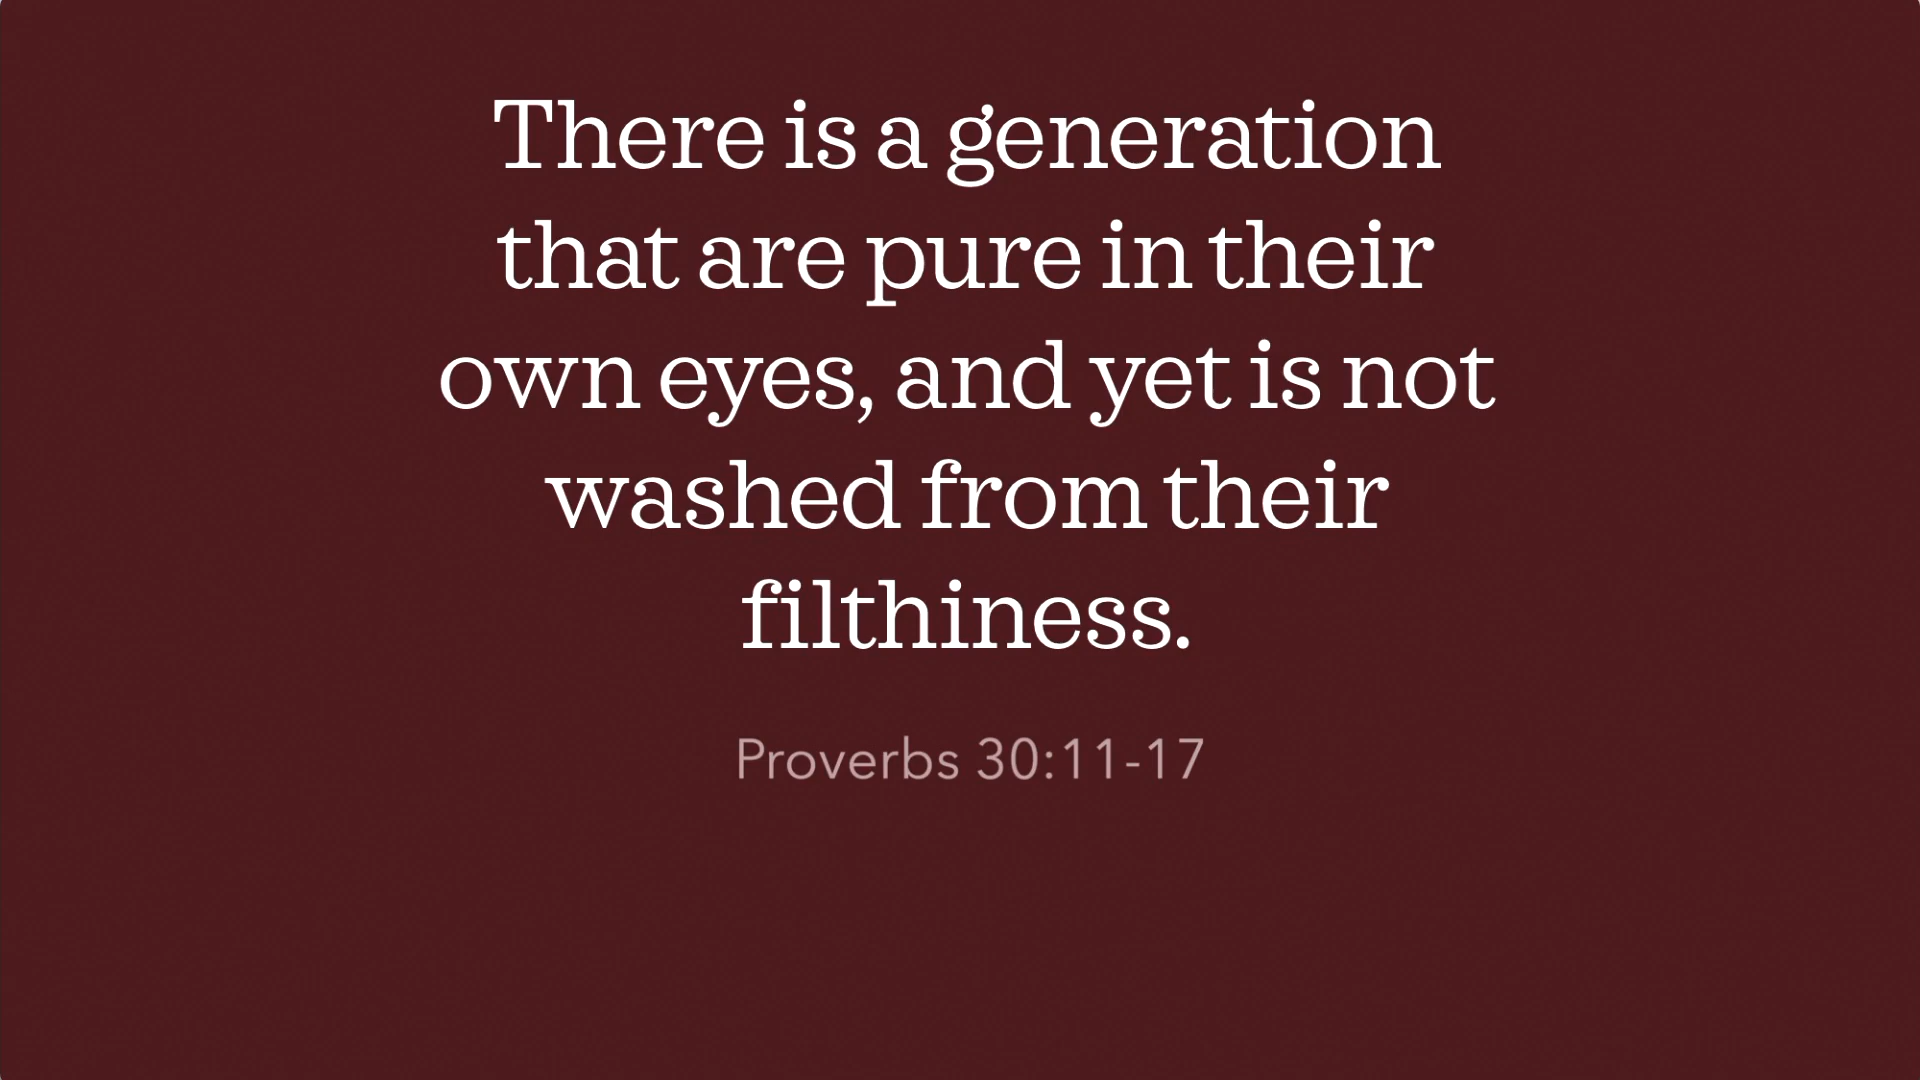 There is a generation
that are pure in their
own eyes, and yet is not
washed from their
filthiness.
Proverbs 30:11-17